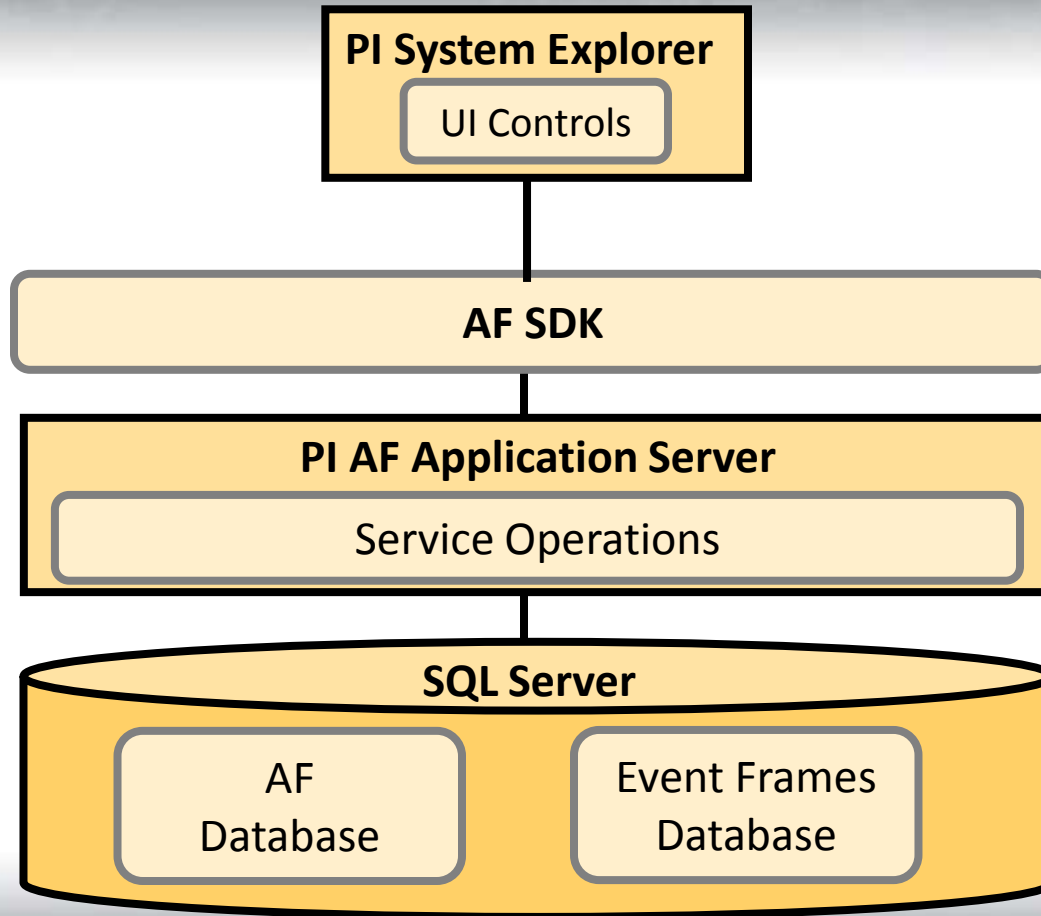 PI System Explorer
UI Controls
AF SDK
PI AF Application Server
Service Operations
SQL Server
AF
Database
Event Frames
Database